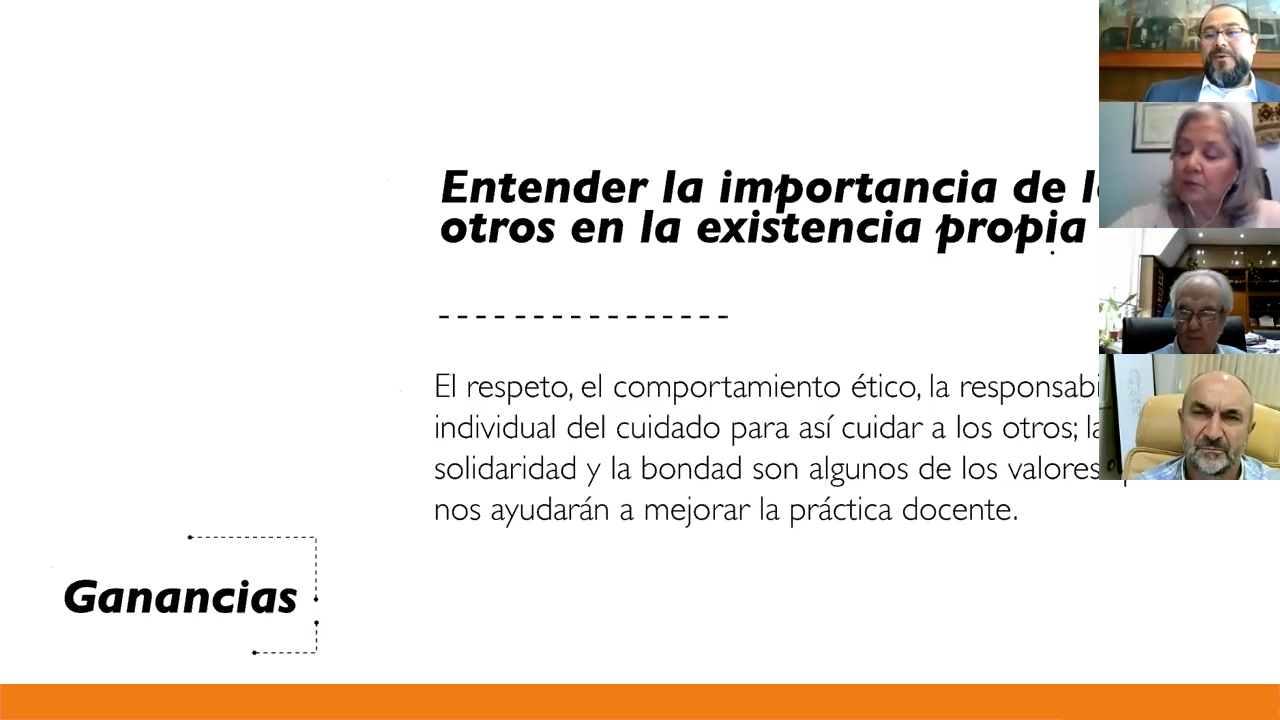 Entender la importancia de
otros en la existencia propia
El respeto, el comportamiento ético, la
individual del cuidado para así cuidar a los otros;
solidaridad y la bondad son algunos de los valores
nos ayudarán a mejorar la práctica docente.
Ganancias